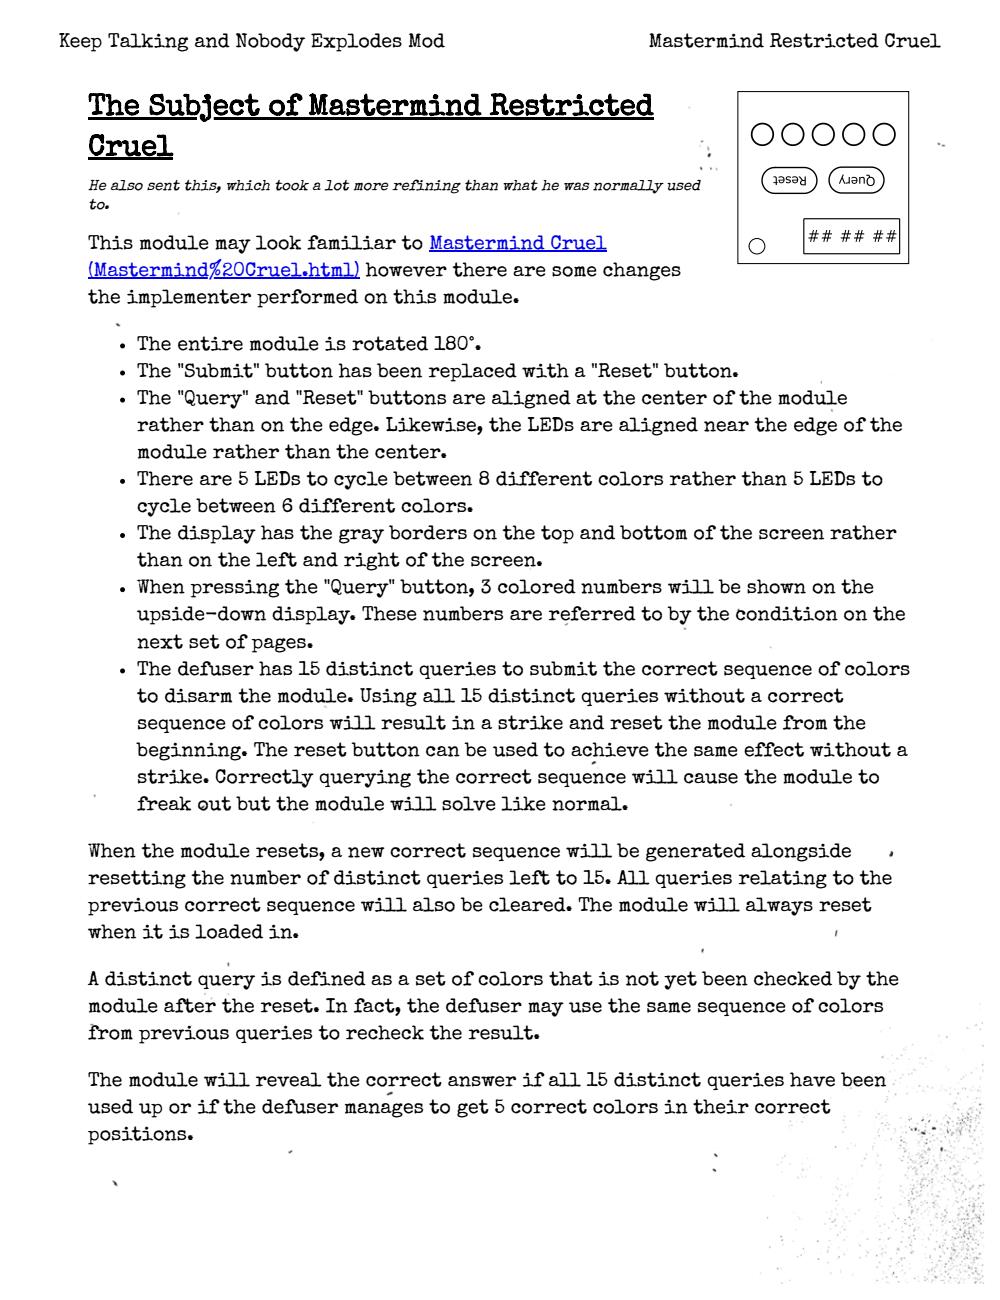 Keep Talking and Nobody Explodes Mod
Mastermind Restricted Cruel
The Subject of Mastermind Restricted
Cruel
He also sent this, which took a lot more refining than what he was normally used
to.
Reset
Query
## ## ##
This module may look familiar to Mastermind Cruel
(Mastermind%20Cruel.html) however there are some changes
the implementer performed on this module.
• The entire module is rotated 180°.
• The "Submit" button has been replaced with a "Reset" button.
• The "Query" and "Reset" buttons are aligned at the center of the module
rather than on the edge. Likewise, the LEDs are aligned near the edge of the
module rather than the center.
• There are 5 LEDs to cycle between 8 different colors rather than 5 LEDs to
cycle between 6 different colors.
• The display has the gray borders on the top and bottom of the screen rather
than on the left and right of the screen.
• When pressing the "Query" button, 3 colored numbers will be shown on the
upside-down display. These numbers are referred to by the condition on the
next set of pages.
• The defuser has 15 distinct queries to submit the correct sequence of colors
to disarm the module. Using all 15 distinct queries without a correct
sequence of colors will result in a strike and reset the module from the
beginning. The reset button can be used to achieve the same effect without a
strike. Correctly querying the correct sequence will cause the module to
freak out but the module will solve like normal.
When the module resets, a new correct sequence will be generated alongside
resetting the number of distinct queries left to 15. All queries relating to the
previous correct sequence will also be cleared. The module will always reset
when it is loaded in.
A distinct query is defined as a set of colors that is not yet been checked by the
module after the reset. In fact, the defuser may use the same sequence of colors
from previous queries to recheck the result.
The module will reveal the correct answer if all 15 distinct queries have been
used up or if the defuser manages to get 5 correct colors in their correct
positions.